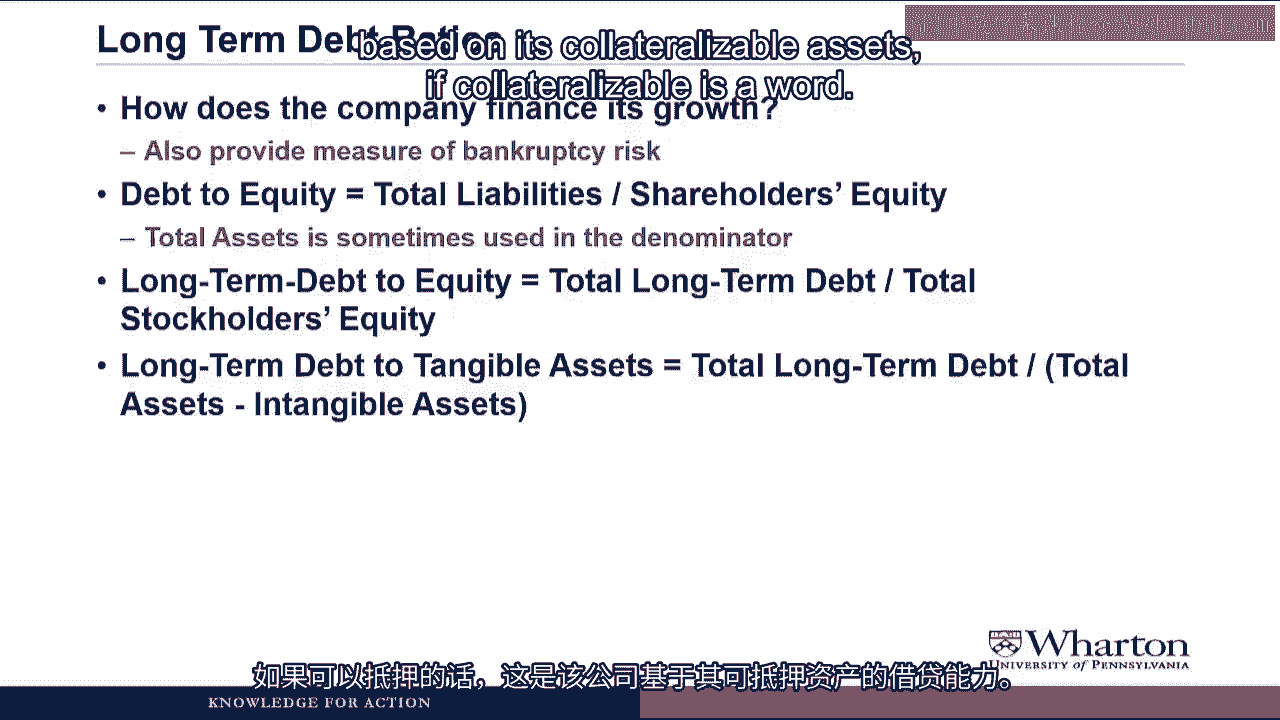 Long Term Debt
based on its collateralizable assets,
if collateralizable is a word.
• How does the company finance its growth?
– Also provide measure of bankruptcy risk
• Debt to Equity = Total Liabilities / Shareholders’ Equity
– Total Assets is sometimes used in the denominator
• Long-Term-Debt to Equity = Total Long-Term Debt / Total
Stockholders’ Equity
• Long-Term Debt to Tangible Assets = Total Long-Term Debt / (Total
Assets - Intangible Assets)
Wharton
UNIVERSITY of PENNSYLVANIA
如果可以抵押的话，这是该公司基于其可抵押资产的借贷能力。
KNOWLEDGE FOR ACTION